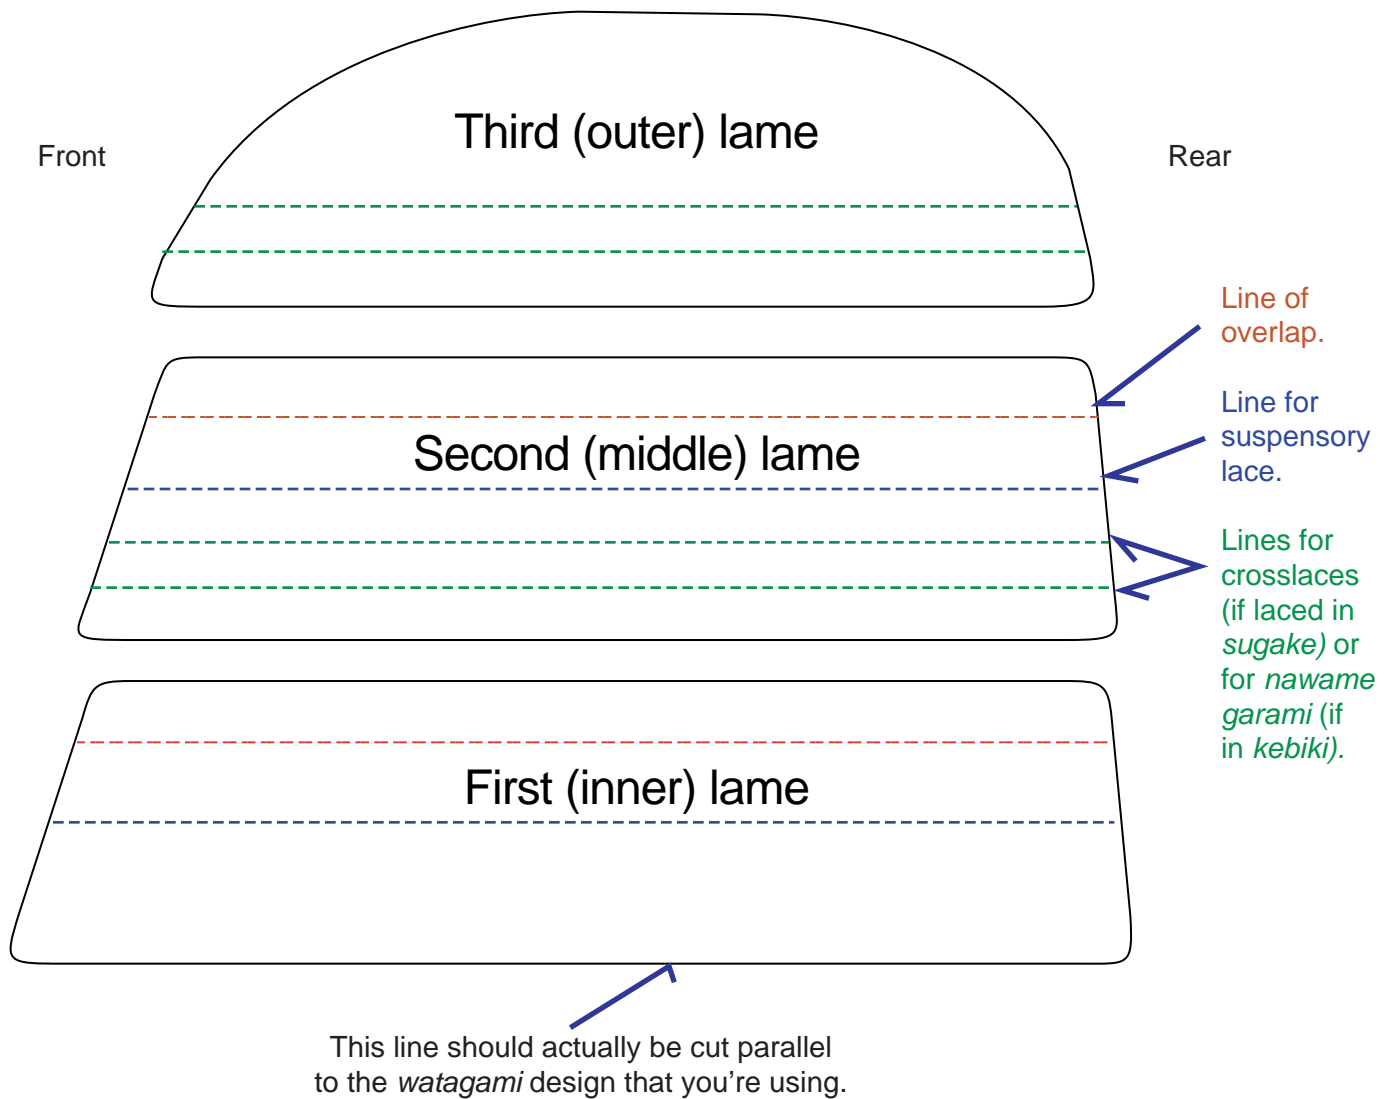 Third (outer) lame
Front
Rear
Line of
overlap.
Second (middle) lame
Line for
suspensory
lace.
Lines for
crosslaces
(if laced in
sugake) or
for nawame
garami (if
in kebiki).
First (inner) lame
This line should actually be cut parallel
to the watagami design that you're using.